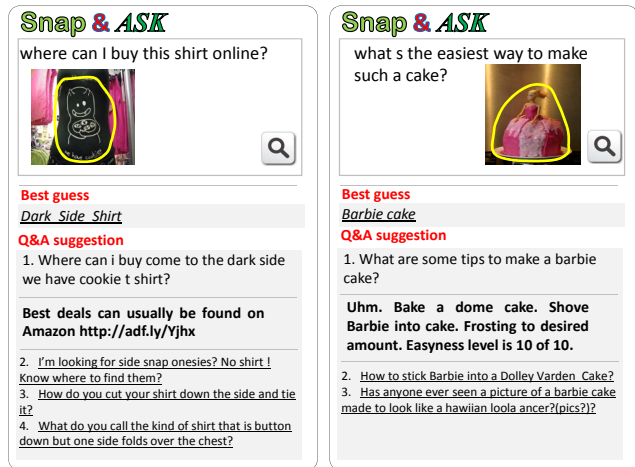 Snap & ASK
where can I buy this shirt online?
we have cookies
Best guess
Dark Side Shirt
Q&A suggestion
1. Where can i buy come to the dark side
we have cookie t shirt?
Best deals can usually be found on
Amazon http://adf.ly/Yjhx
2. I'm looking for side snap onesies? No shirt !
Know where to find them?
3. How do you cut your shirt down the side and tie
it?
4. What do you call the kind of shirt that is button
down but one side folds over the chest?
Snap & ASK
what s the easiest way to make
such a cake?
Best guess
Barbie cake
Q&A suggestion
1. What are some tips to make a barbie
cake?
Uhm. Bake a dome cake. Shove
Barbie into cake. Frosting to desired
amount. Easyness level is 10 of 10.
2. How to stick Barbie into a Dolley Varden Cake?
3. Has anyone ever seen a picture of a barbie cake
made to look like a hawiian loola ancer?(pics?)?